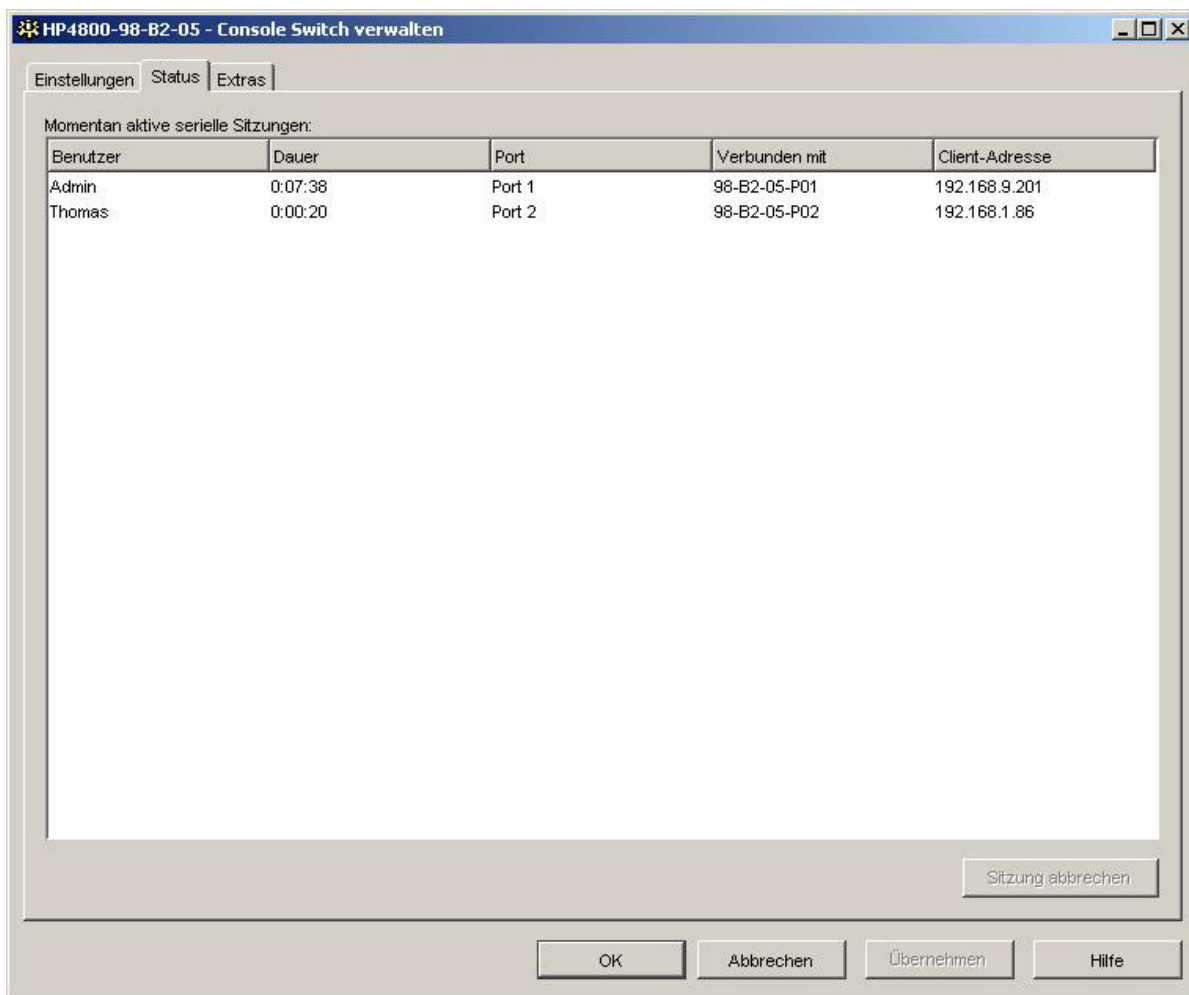 HP4800-98-B2-05 - Console Switch verwalten
Einstellungen Status Extras
Momentan aktive serielle Sitzungen:
Benutzer Dauer Port Verbunden mit Client-Adresse
Admin 0:07:38 Port 1 98-B2-05-P01 192.168.9.201
Thomas 0:00:20 Port 2 98-B2-05-P02 192.168.1.86
Sitzung abbrechen
OK Abbrechen Übernehmen Hilfe